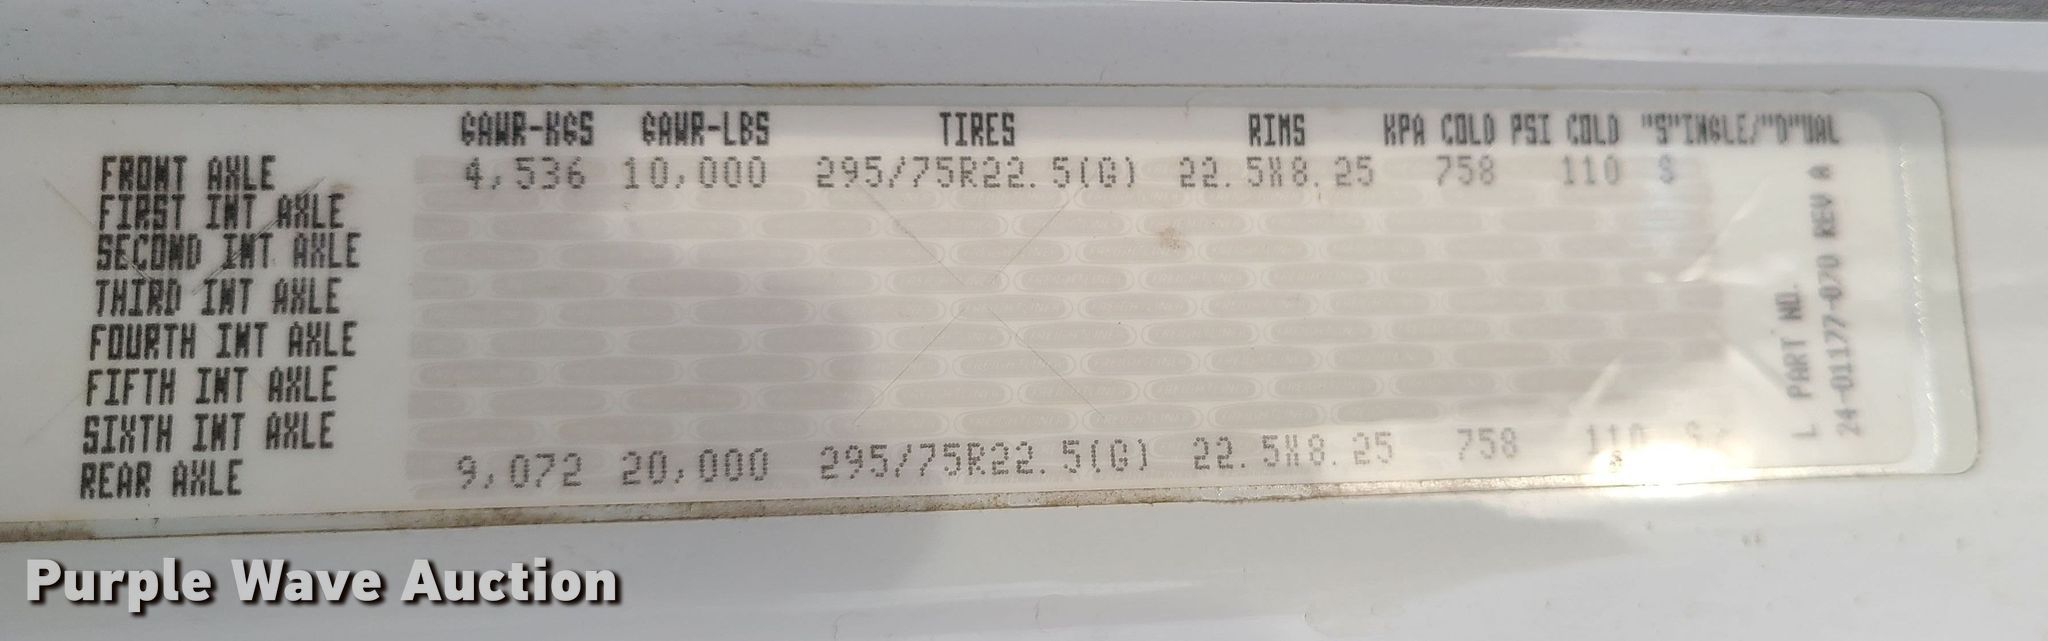 GAWR-KGS GAWR-LBS TIRES RIMS KPA COLD PSI COLD "S"INGLE/"D"UAL
FRONT AXLE 4,536 10,000 295/75R22.5(G) 22.5X8.25 758 110 S
FIRST INT AXLE
SECOND INT AXLE
THIRD INT AXLE
FOURTH INT AXLE
FIFTH INT AXLE
SIXTH INT AXLE
REAR AXLE 9,072 20,000 295/75R22.5(G) 22.5X8.25 758 110
L PART NO.
24-01177-020 REV A
Purple Wave Auction